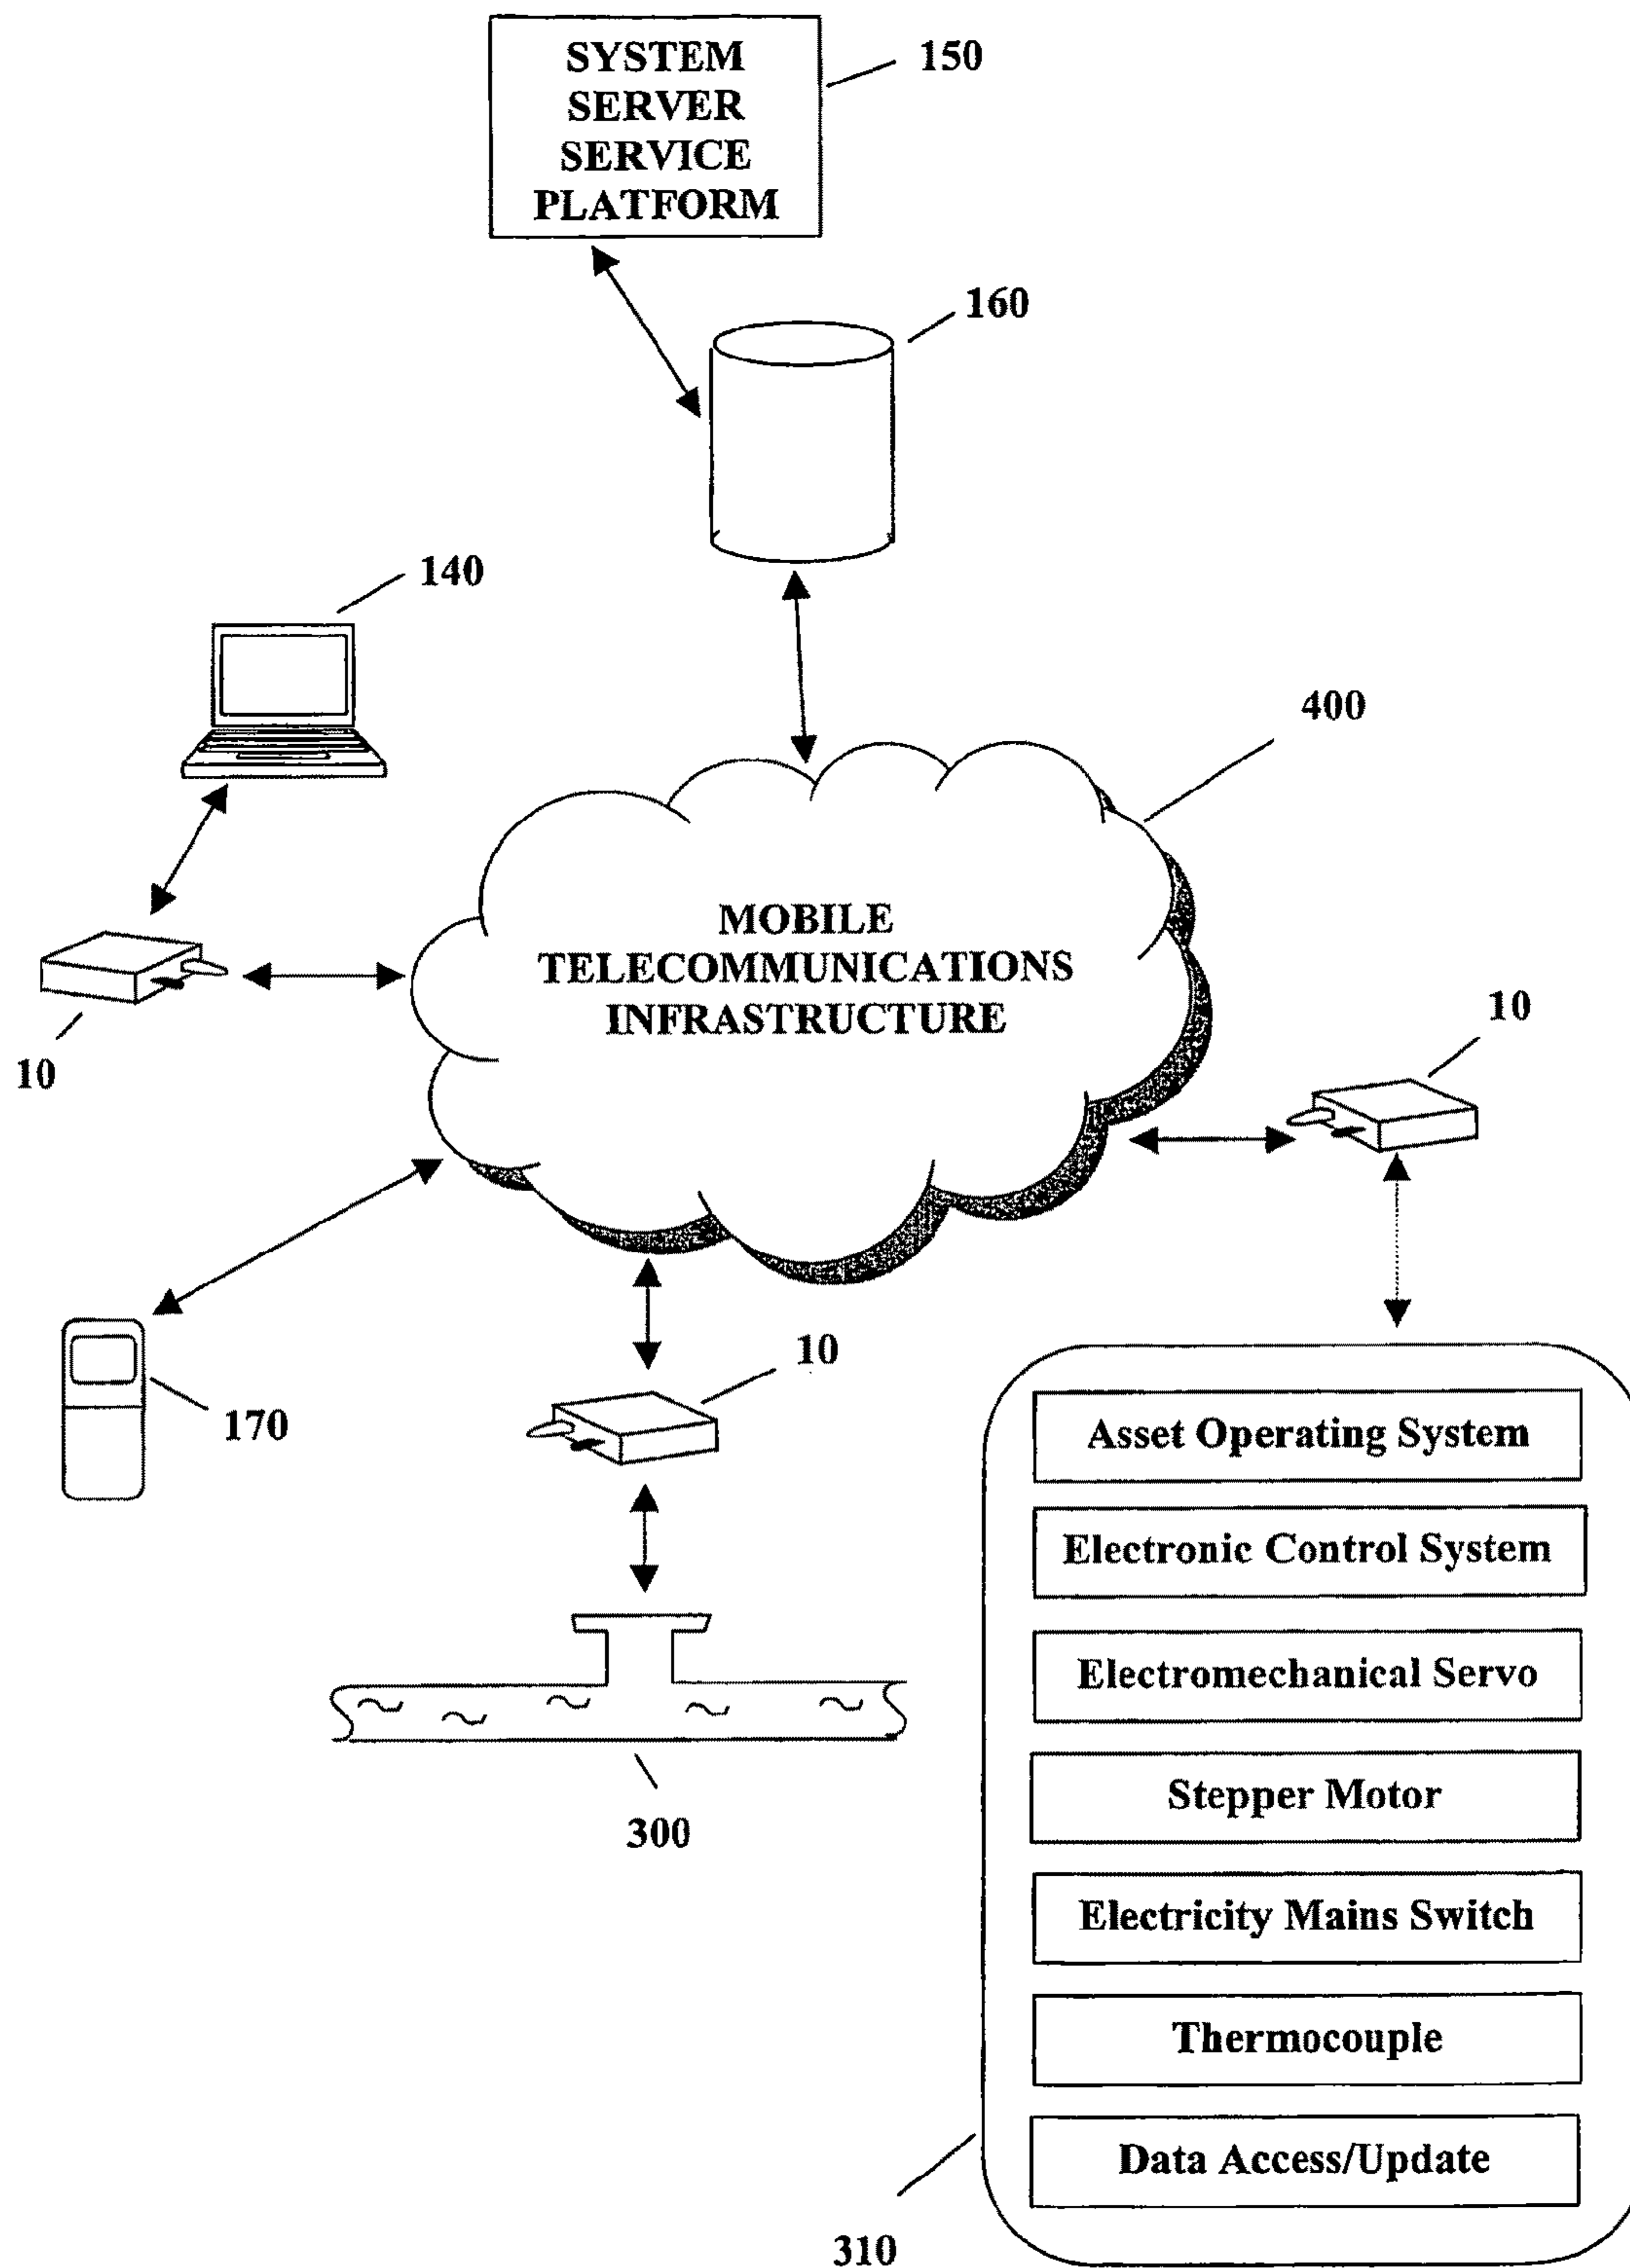 SYSTEM
SERVER
SERVICE
PLATFORM
150
160
140
400
MOBILE
TELECOMMUNICATIONS
INFRASTRUCTURE
10
10
10
170
Asset Operating System
Electronic Control System
Electromechanical Servo
Stepper Motor
300
Electricity Mains Switch
Thermocouple
Data Access/Update
310